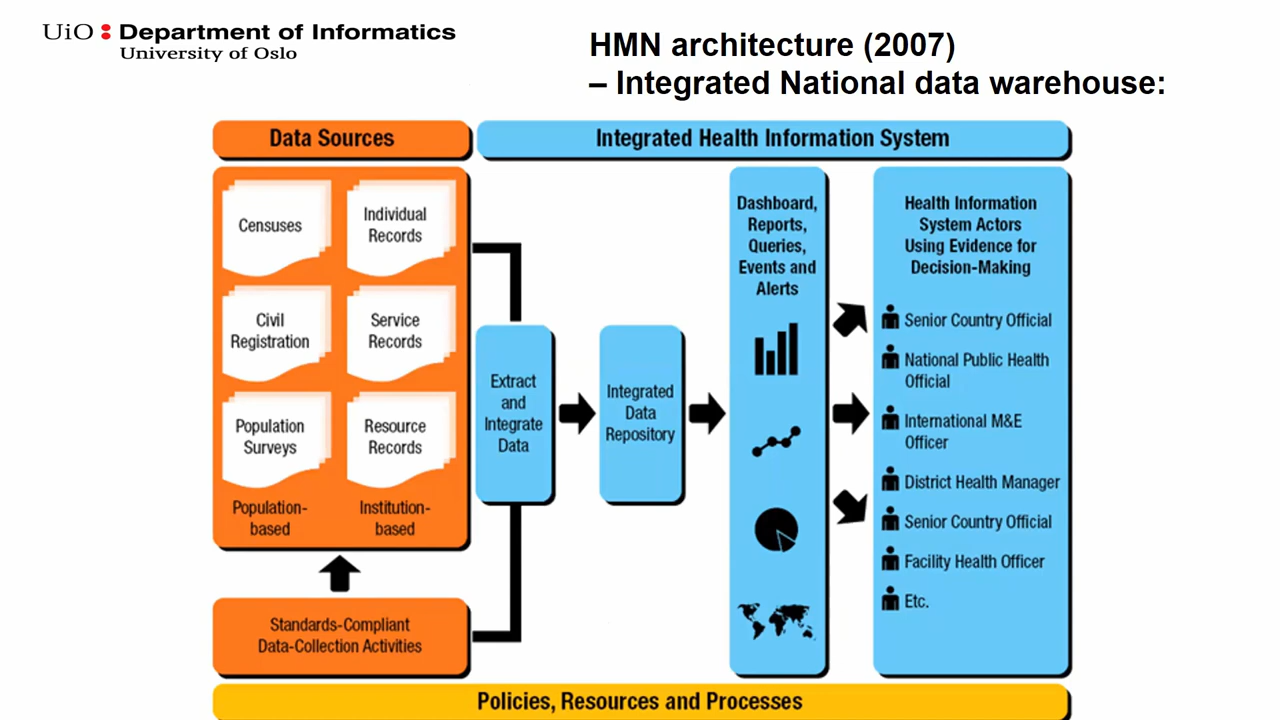 UiO : Department of Informatics
University of Oslo
HMN architecture (2007)
– Integrated National data warehouse:
Data Sources
Integrated Health Information System
Censuses
Individual
Records
Civil
Registration
Service
Records
Population
Surveys
Resource
Records
Population-
based
Institution-
based
Standards-Compliant
Data-Collection Activities
Extract
and
Integrate
Data
Integrated
Data
Repository
Dashboard,
Reports,
Queries,
Events and
Alerts
Health Information
System Actors
Using Evidence for
Decision-Making
Senior Country Official
National Public Health
Official
International M&E
Officer
District Health Manager
Senior Country Official
Facility Health Officer
Etc.
Policies, Resources and Processes